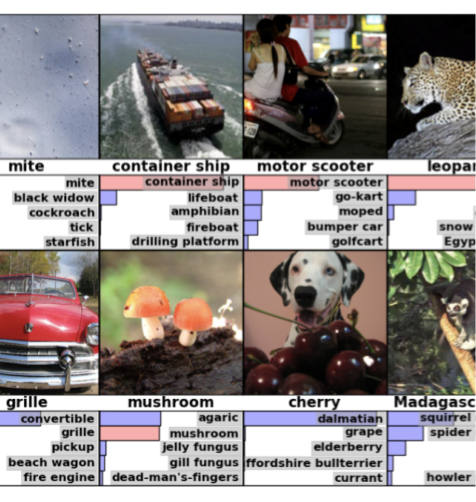 mite
container ship
motor scooter
leopar
mite
black widow
cockroach
tick
starfish
container ship
lifeboat
amphibian
fireboat
drilling platform
motor scooter
go-kart
moped
bumper car
golfcart
snow
Egyp
grille
mushroom
cherry
Madagasc
convertible
grille
pickup
beach wagon
fire engine
agaric
mushroom
jelly fungus
gill fungus
dead-man's-fingers
dalmatian
grape
elderberry
ffordshire bullterrier
currant
squirrel
spider
howler